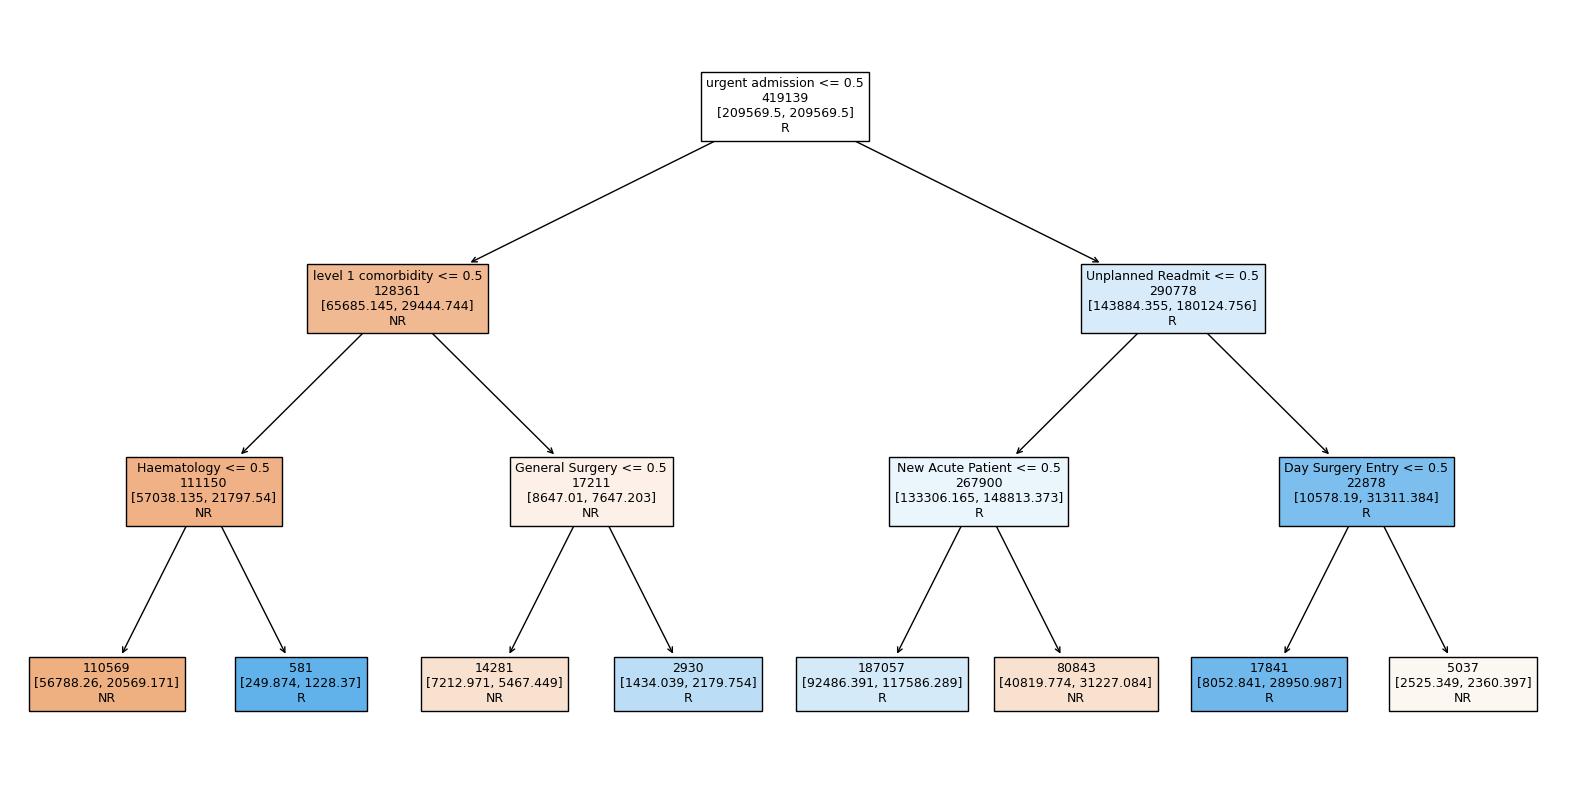 urgent admission <= 0.5
419139
[209569.5, 209569.5]
R
level 1 comorbidity <= 0.5
128361
[65685.145, 29444.744]
NR
Unplanned Readmit <= 0.5
290778
[143884.355, 180124.756]
R
Haematology <= 0.5
111150
[57038.135, 21797.54]
NR
General Surgery <= 0.5
17211
[8647.01, 7647.203]
NR
New Acute Patient <= 0.5
267900
[133306.165, 148813.373]
R
Day Surgery Entry <= 0.5
22878
[10578.19, 31311.384]
R
110569
[56788.26, 20569.171]
NR
581
[249.874, 1228.37]
R
14281
[7212.971, 5467.449]
NR
2930
[1434.039, 2179.754]
R
187057
[92486.391, 117586.289]
R
80843
[40819.774, 31227.084]
NR
17841
[8052.841, 28950.987]
R
5037
[2525.349, 2360.397]
NR